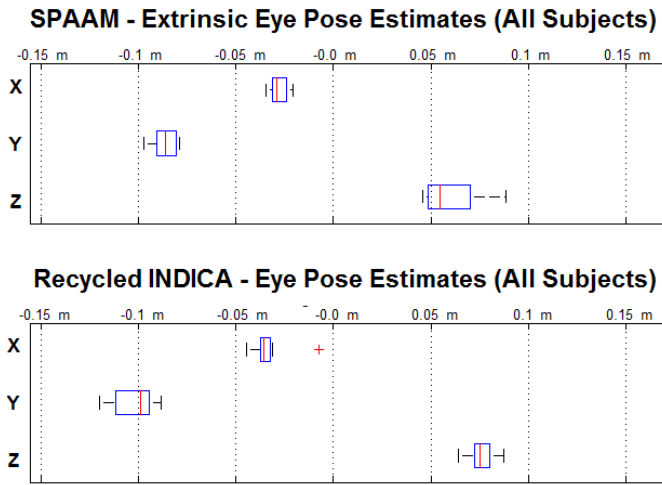 SPAAM - Extrinsic Eye Pose Estimates (All Subjects)
-0.15 m -0.1 m -0.05 m -0.0 m 0.05 m 0.1 m 0.15 m
X
Y
Z
Recycled INDICA - Eye Pose Estimates (All Subjects)
-0.15 m -0.1 m -0.05 m -0.0 m 0.05 m 0.1 m 0.15 m
X
Y
Z